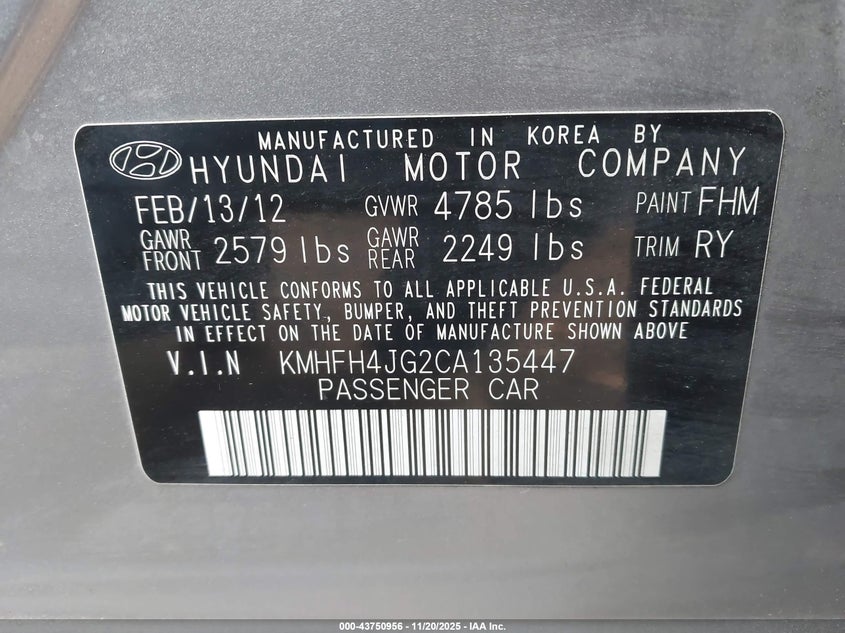 MANUFACTURED IN KOREA BY
HYUNDAI MOTOR COMPANY
FEB/13/12 GVWR 4785 lbs PAINT FHM
GAWR FRONT 2579 lbs GAWR REAR 2249 lbs TRIM RY
THIS VEHICLE CONFORMS TO ALL APPLICABLE U.S.A. FEDERAL
MOTOR VEHICLE SAFETY, BUMPER, AND THEFT PREVENTION STANDARDS
IN EFFECT ON THE DATE OF MANUFACTURE SHOWN ABOVE
V.I.N KMHFH4JG2CA135447
PASSENGER CAR
000-43750956 - 11/20/2025 - IAA Inc.